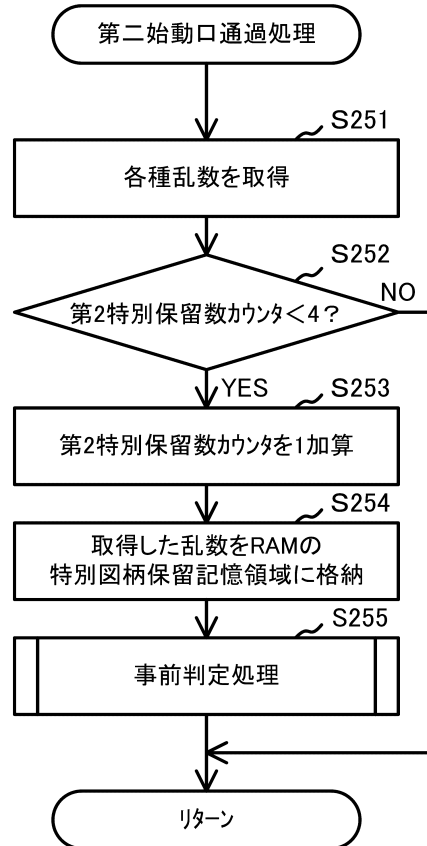 第二始動口通過処理
S251
各種乱数を取得
S252
第2特別保留数カウンタ<4?
NO
YES
S253
第2特別保留数カウンタを1加算
S254
取得した乱数をRAMの
特別図柄保留記憶領域に格納
S255
事前判定処理
リターン